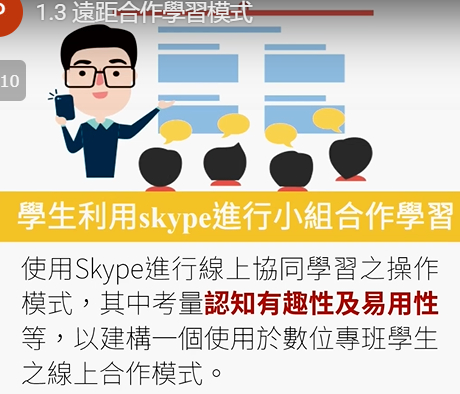 1.3 遠距合作學習模式
10
學生利用skype進行小組合作學習
使用Skype進行線上協同學習之操作
模式，其中考量認知有趣性及易用性
等，以建構一個使用於數位專班學生
之線上合作模式。